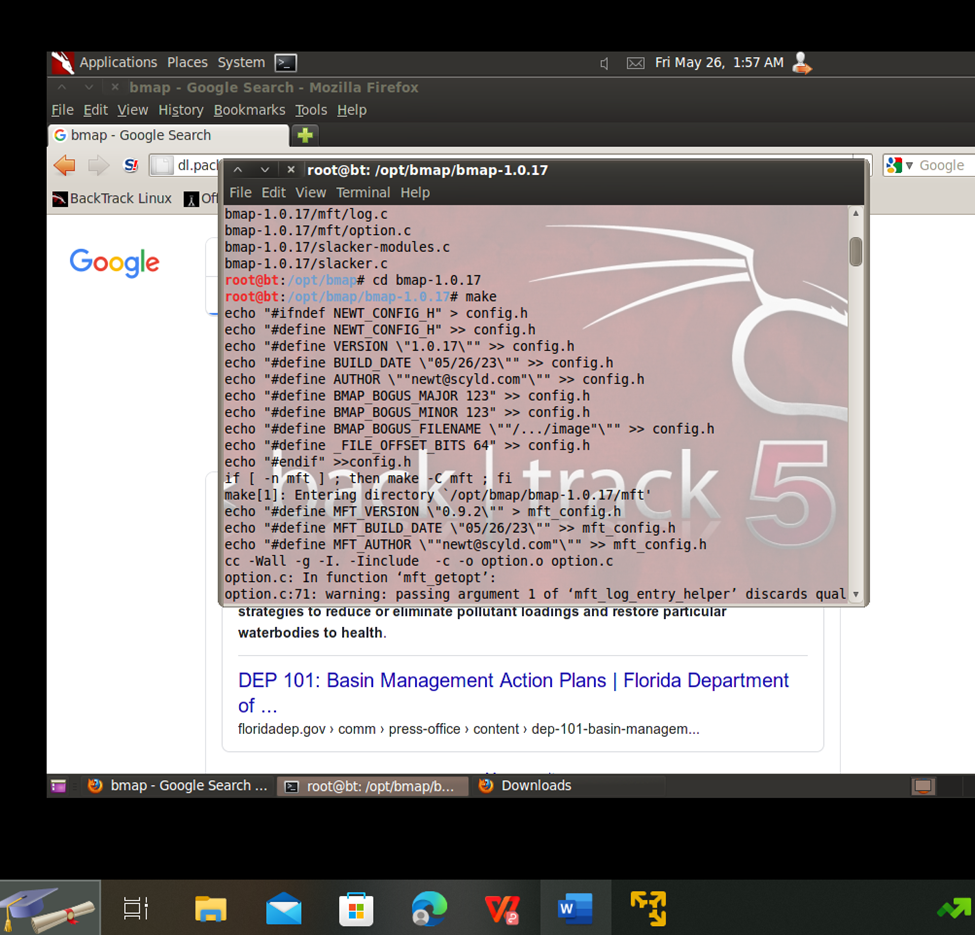 Applications Places System
Fri May 26, 1:57 AM
bmap - Google Search - Mozilla Firefox
File Edit View History Bookmarks Tools Help
bmap - Google Search
dl.pac
Google
BackTrack Linux
Off
root@bt: /opt/bmap/bmap-1.0.17
File Edit View Terminal Help
bmap-1.0.17/mft/log.c
bmap-1.0.17/mft/option.c
bmap-1.0.17/slacker-modules.c
bmap-1.0.17/slacker.c
root@bt:/opt/bmap# cd bmap-1.0.17
root@bt:/opt/bmap/bmap-1.0.17# make
echo "#ifndef NEWT_CONFIG_H" > config.h
echo "#define NEWT_CONFIG_H" >> config.h
echo "#define VERSION \"1.0.17\"" >> config.h
echo "#define BUILD_DATE \"05/26/23\"" >> config.h
echo "#define AUTHOR \""newt@scyld.com"\"" >> config.h
echo "#define BMAP_BOGUS_MAJOR 123" >> config.h
echo "#define BMAP_BOGUS_MINOR 123" >> config.h
echo "#define BMAP_BOGUS_FILENAME \""/.../image"\"" >> config.h
echo "#define _FILE_OFFSET_BITS 64" >> config.h
echo "#endif" >>config.h
if [ -n mft ] ; then make -C mft ; fi
make[1]: Entering directory `/opt/bmap/bmap-1.0.17/mft'
echo "#define MFT_VERSION \"0.9.2\"" > mft_config.h
echo "#define MFT_BUILD_DATE \"05/26/23\"" >> mft_config.h
echo "#define MFT_AUTHOR \""newt@scyld.com"\"" >> mft_config.h
cc -Wall -g -I. -Iinclude  -c -o option.o option.c
option.c: In function ‘mft_getopt’:
option.c:71: warning: passing argument 1 of ‘mft_log_entry_helper’ discards qual
back | track 5
Google
strategies to reduce or eliminate pollutant loadings and restore particular
waterbodies to health.
DEP 101: Basin Management Action Plans | Florida Department
of ...
floridadep.gov › comm › press-office › content › dep-101-basin-managem...
bmap - Google Search ...
root@bt: /opt/bmap/b...
Downloads
W